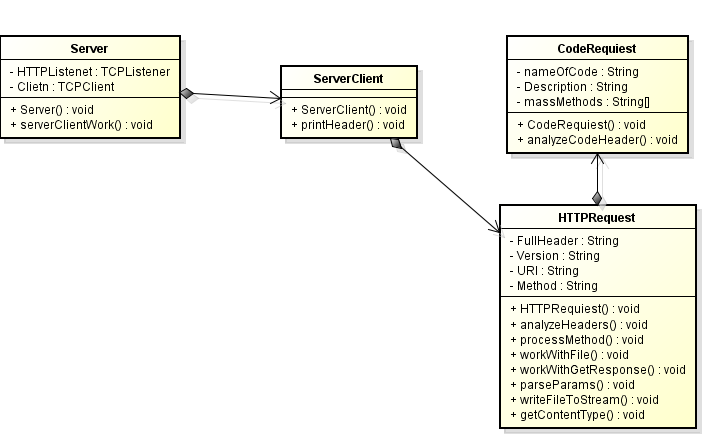 Server
- HTTPListenet : TCPListener
- Clietn : TCPClient
+ Server() : void
+ serverClientWork() : void
ServerClient
+ ServerClient() : void
+ printHeader() : void
CodeRequiest
- nameOfCode : String
- Description : String
- massMethods : String[]
+ CodeRequiest() : void
+ analyzeCodeHeader() : void
HTTPRequest
- FullHeader : String
- Version : String
- URI : String
- Method : String
+ HTTPRequiest() : void
+ analyzeHeaders() : void
+ processMethod() : void
+ workWithFile() : void
+ workWithGetResponse() : void
+ parseParams() : void
+ writeFileToStream() : void
+ getContentType() : void